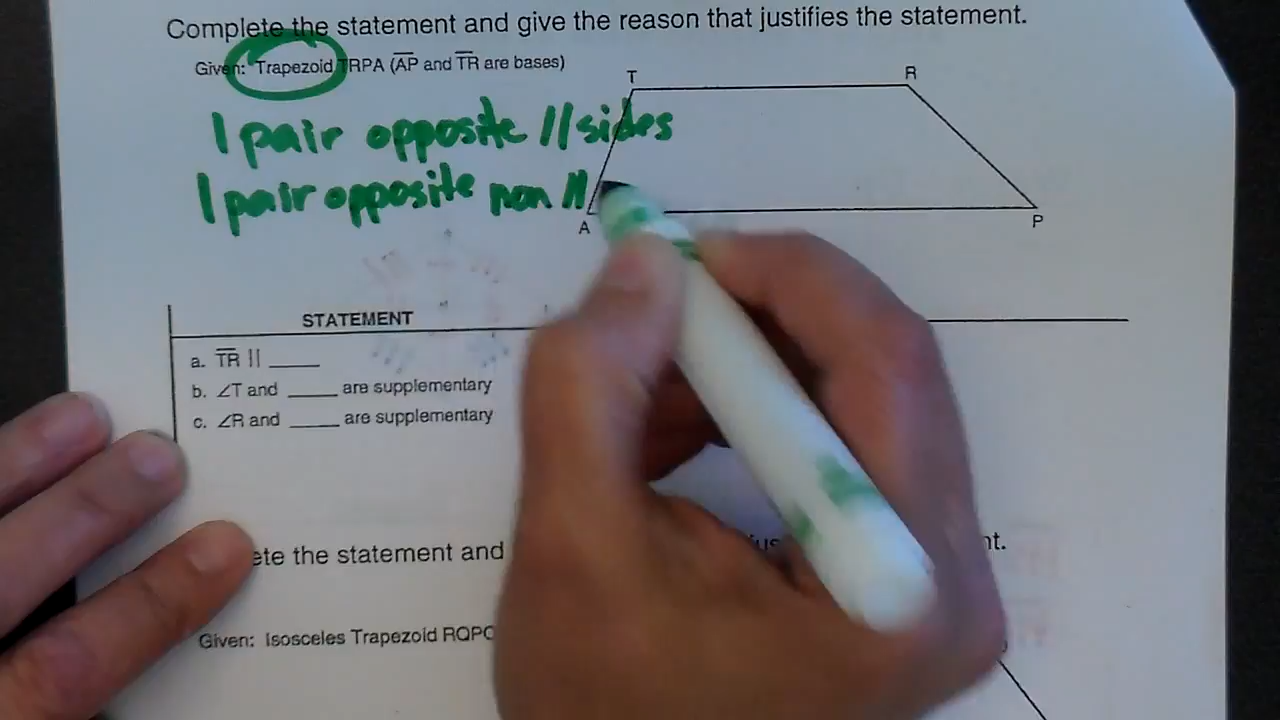 Complete the statement and give the reason that justifies the statement.
Given: Trapezoid TRPA (AP and TR are bases)
T
R
1 pair opposite // sides
1 pair opposite non //
A
P
STATEMENT
a. TR || ____
b. ∠T and ____ are supplementary
c. ∠R and ____ are supplementary
ete the statement and
nt.
Given: Isosceles Trapezoid